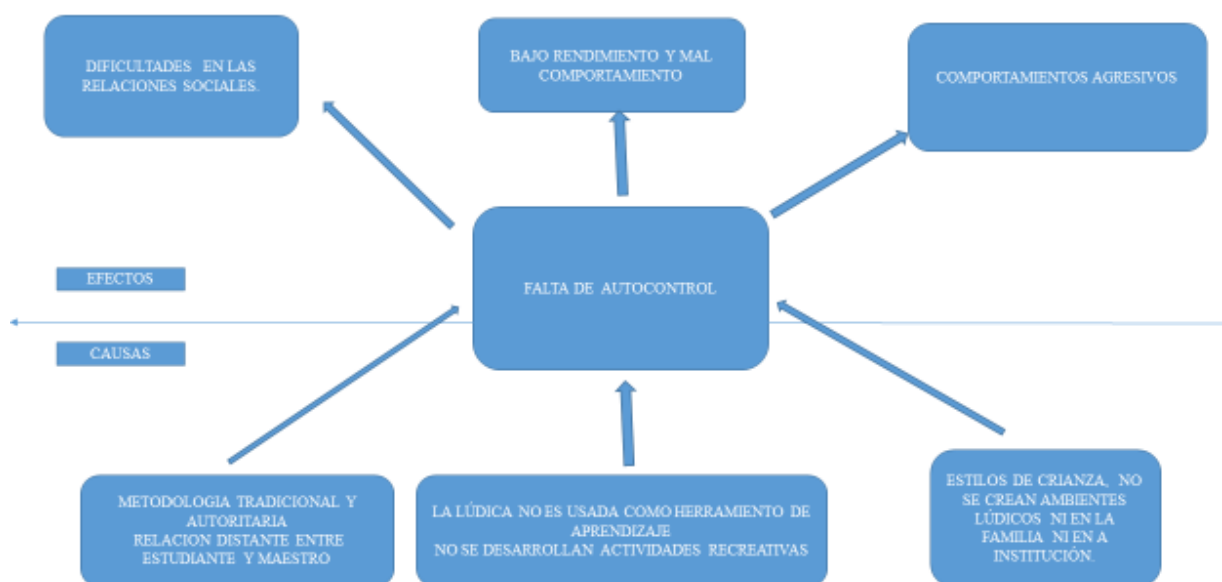 DIFICULTADES EN LAS
RELACIONES SOCIALES.
BAJO RENDIMIENTO Y MAL
COMPORTAMIENTO
COMPORTAMIENTOS AGRESIVOS
FALTA DE AUTOCONTROL
EFECTOS
CAUSAS
METODOLOGIA TRADICIONAL Y
AUTORITARIA
RELACION DISTANTE ENTRE
ESTUDIANTE Y MAESTRO
LA LÚDICA NO ES USADA COMO HERRAMIENTO DE
APRENDIZAJE
NO SE DESARROLLAN ACTIVIDADES RECREATIVAS
ESTILOS DE CRIANZA, NO
SE CREAN AMBIENTES
LÚDICOS NI EN LA
FAMILIA NI EN A
INSTITUCIÓN.